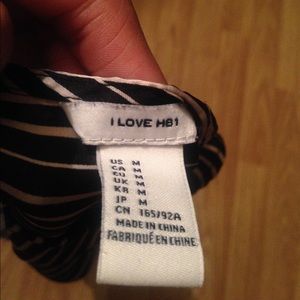 I LOVE H81
US M
CA M
EU M
UK M
KR M
JP M
CN 165/92A
MADE IN CHINA
FABRIQUÉ EN CHINE